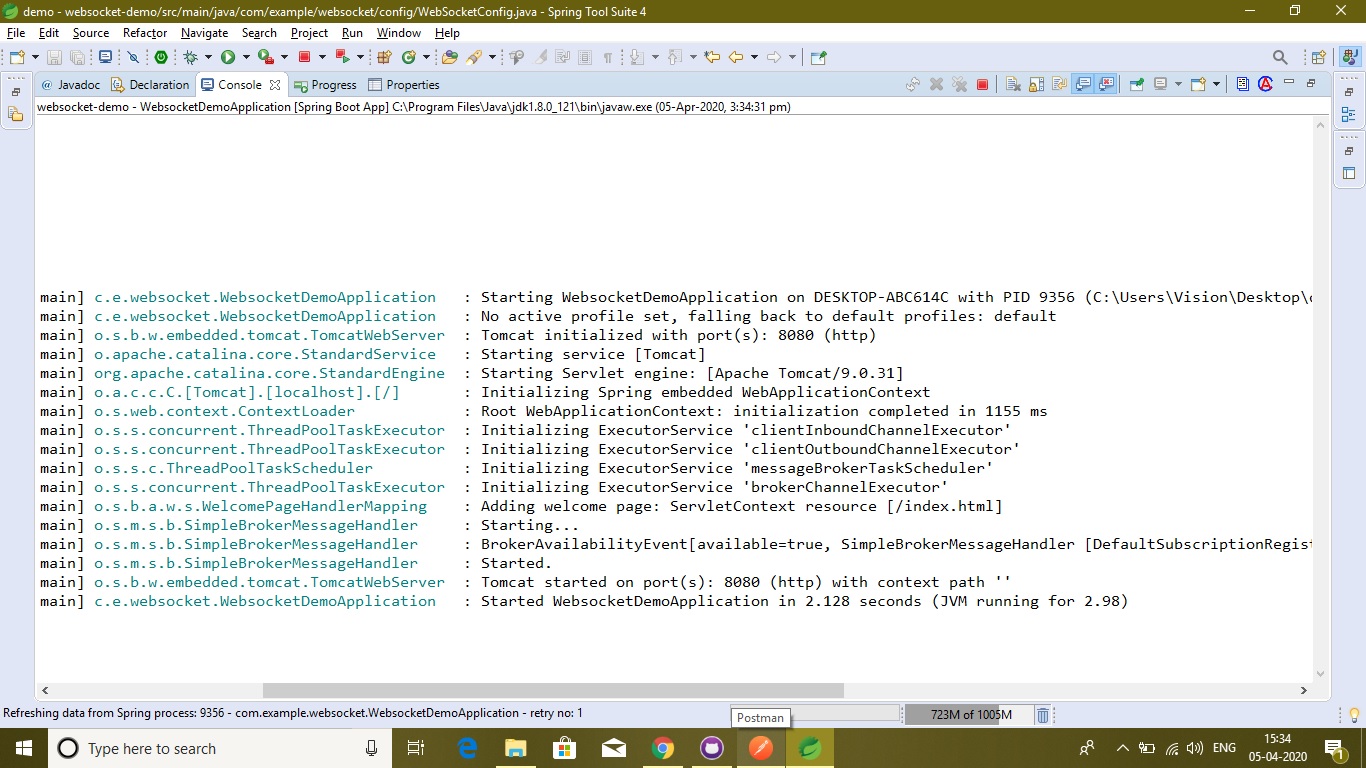 demo - websocket-demo/src/main/java/com/example/websocket/config/WebSocketConfig.java - Spring Tool Suite 4
File Edit Source Refactor Navigate Search Project Run Window Help
@ Javadoc Declaration Console Progress Properties
websocket-demo - WebsocketDemoApplication [Spring Boot App] C:\Program Files\Java\jdk1.8.0_121\bin\javaw.exe (05-Apr-2020, 3:34:31 pm)
main] c.e.websocket.WebsocketDemoApplication : Starting WebsocketDemoApplication on DESKTOP-ABC614C with PID 9356 (C:\Users\Vision\Desktop\
main] c.e.websocket.WebsocketDemoApplication : No active profile set, falling back to default profiles: default
main] o.s.b.w.embedded.tomcat.TomcatWebServer : Tomcat initialized with port(s): 8080 (http)
main] o.apache.catalina.core.StandardService : Starting service [Tomcat]
main] org.apache.catalina.core.StandardEngine : Starting Servlet engine: [Apache Tomcat/9.0.31]
main] o.a.c.c.C.[Tomcat].[localhost].[/] : Initializing Spring embedded WebApplicationContext
main] o.s.web.context.ContextLoader : Root WebApplicationContext: initialization completed in 1155 ms
main] o.s.s.concurrent.ThreadPoolTaskExecutor : Initializing ExecutorService 'clientInboundChannelExecutor'
main] o.s.s.concurrent.ThreadPoolTaskExecutor : Initializing ExecutorService 'clientOutboundChannelExecutor'
main] o.s.s.c.ThreadPoolTaskScheduler : Initializing ExecutorService 'messageBrokerTaskScheduler'
main] o.s.s.concurrent.ThreadPoolTaskExecutor : Initializing ExecutorService 'brokerChannelExecutor'
main] o.s.b.a.w.s.WelcomePageHandlerMapping : Adding welcome page: ServletContext resource [/index.html]
main] o.s.m.s.b.SimpleBrokerMessageHandler : Starting...
main] o.s.m.s.b.SimpleBrokerMessageHandler : BrokerAvailabilityEvent[available=true, SimpleBrokerMessageHandler [DefaultSubscriptionRegist
main] o.s.m.s.b.SimpleBrokerMessageHandler : Started.
main] o.s.b.w.embedded.tomcat.TomcatWebServer : Tomcat started on port(s): 8080 (http) with context path ''
main] c.e.websocket.WebsocketDemoApplication : Started WebsocketDemoApplication in 2.128 seconds (JVM running for 2.98)
Refreshing data from Spring process: 9356 - com.example.websocket.WebsocketDemoApplication - retry no: 1
723M of 1005M
Postman
Type here to search
ENG
15:34
05-04-2020
1